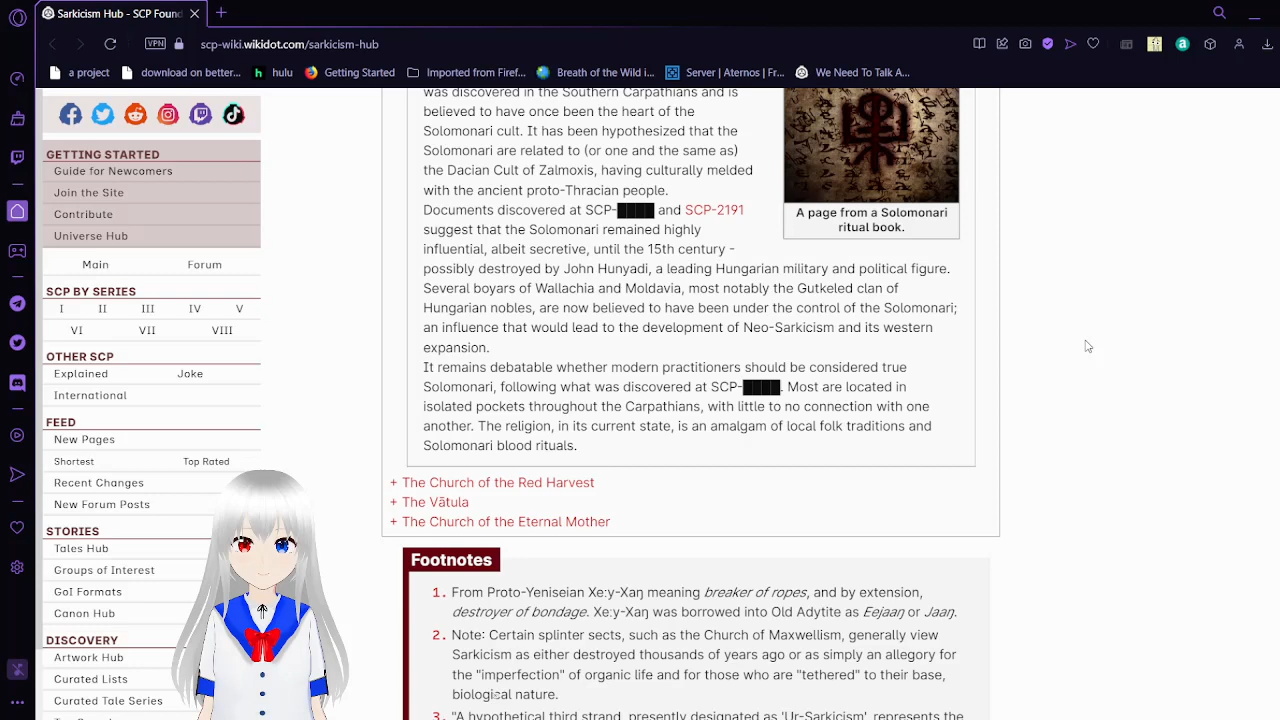 Sarkicism Hub - SCP Found
VPN
scp-wiki.wikidot.com/sarkicism-hub
a project
download on better...
hulu
Getting Started
Imported from Firef...
Breath of the Wild i...
Server | Aternos | Fr...
We Need To Talk A...
GETTING STARTED
Guide for Newcomers
Join the Site
Contribute
Universe Hub
Main Forum
SCP BY SERIES
I II III IV V
VI VII VIII
OTHER SCP
Explained Joke
International
FEED
New Pages
Shortest Top Rated
Recent Changes
New Forum Posts
STORIES
Tales Hub
Groups of Interest
GoI Formats
Canon Hub
DISCOVERY
Artwork Hub
Curated Lists
Curated Tale Series
was discovered in the Southern Carpathians and is
believed to have once been the heart of the
Solomonari cult. It has been hypothesized that the
Solomonari are related to (or one and the same as)
the Dacian Cult of Zalmoxis, having culturally melded
with the ancient proto-Thracian people.
Documents discovered at SCP-████ and SCP-2191
suggest that the Solomonari remained highly
influential, albeit secretive, until the 15th century -
possibly destroyed by John Hunyadi, a leading Hungarian military and political figure.
Several boyars of Wallachia and Moldavia, most notably the Gutkeled clan of
Hungarian nobles, are now believed to have been under the control of the Solomonari;
an influence that would lead to the development of Neo-Sarkicism and its western
expansion.
It remains debatable whether modern practitioners should be considered true
Solomonari, following what was discovered at SCP-████. Most are located in
isolated pockets throughout the Carpathians, with little to no connection with one
another. The religion, in its current state, is an amalgam of local folk traditions and
Solomonari blood rituals.
A page from a Solomonari
ritual book.
+ The Church of the Red Harvest
+ The Vātula
+ The Church of the Eternal Mother
Footnotes
1. From Proto-Yeniseian Xe:y-Xaŋ meaning breaker of ropes, and by extension,
destroyer of bondage. Xe:y-Xaŋ was borrowed into Old Adytite as Eejaaŋ or Jaaŋ.
2. Note: Certain splinter sects, such as the Church of Maxwellism, generally view
Sarkicism as either destroyed thousands of years ago or as simply an allegory for
the "imperfection" of organic life and for those who are "tethered" to their base,
biological nature.
3. "A hypothetical third strand, presently designated as 'Ur-Sarkicism', represents the